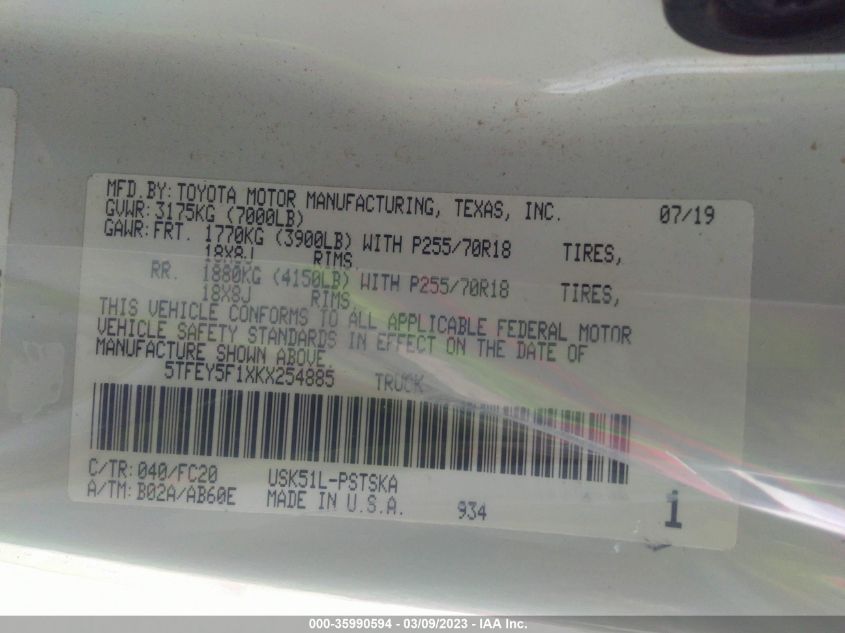 MFD. BY: TOYOTA MOTOR MANUFACTURING, TEXAS, INC. 07/19
GVWR: 3175KG (7000LB)
GAWR: FRT. 1770KG (3900LB) WITH P255/70R18 TIRES,
18X8J RIMS,
RR. 1880KG (4150LB) WITH P255/70R18 TIRES,
18X8J RIMS,
THIS VEHICLE CONFORMS TO ALL APPLICABLE FEDERAL MOTOR
VEHICLE SAFETY STANDARDS IN EFFECT ON THE DATE OF
MANUFACTURE SHOWN ABOVE.
5TFEY5F1XKX254885 TRUCK
C/TR: 040/FC20 USK51L-PSTSKA
A/TM: B02A/AB60E MADE IN U.S.A. 934 i
000-35990594 - 03/09/2023 - IAA Inc.